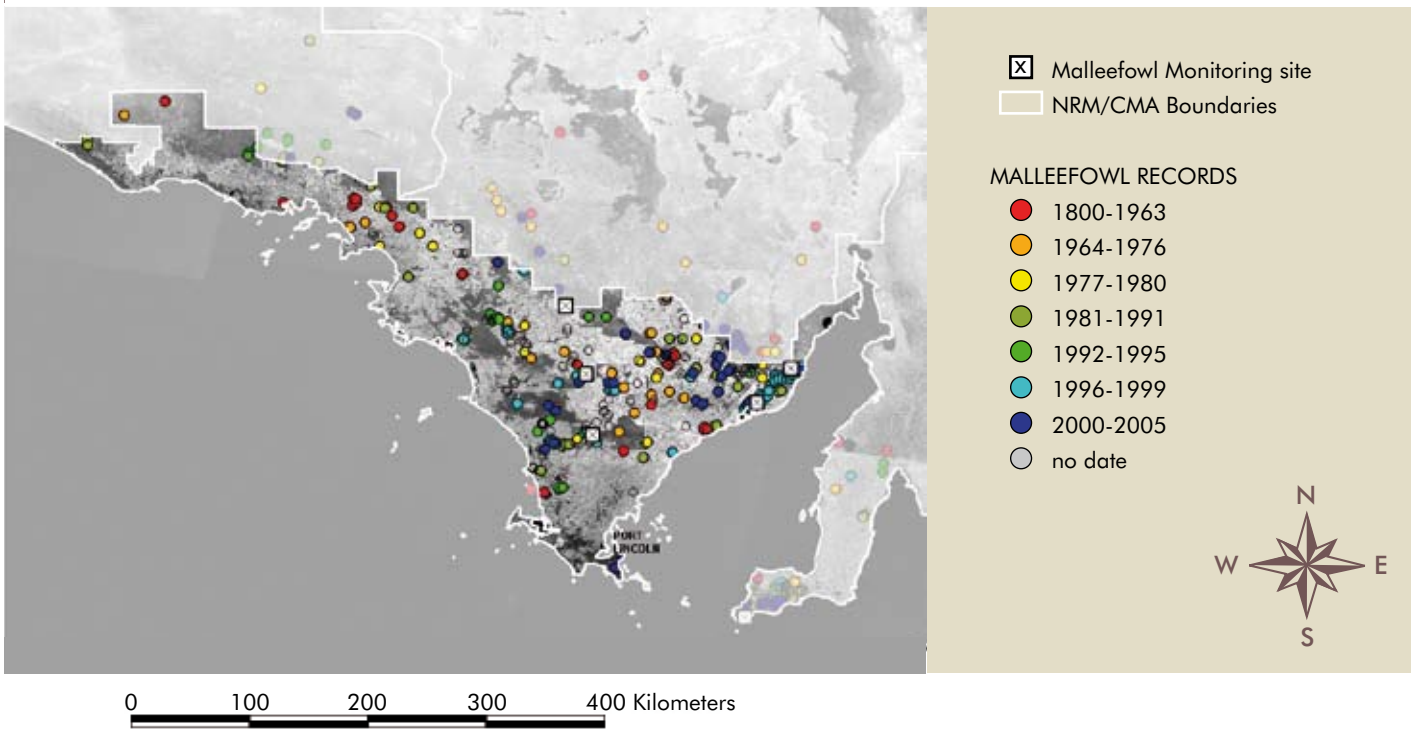 X Malleefowl Monitoring site
NRM/CMA Boundaries
MALLEEFOWL RECORDS
1800-1963
1964-1976
1977-1980
1981-1991
1992-1995
1996-1999
2000-2005
no date
PORT
LINCOLN
N
W E
S
0 100 200 300 400 Kilometers